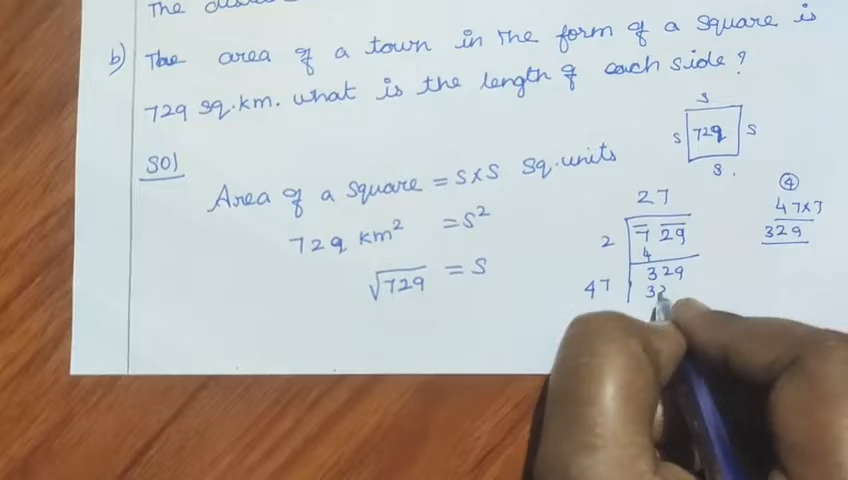 The
b) The area of a town in the form of a square is
729 sq.km. what is the length of each side?
Sol
Area of a square = s×s sq.units
729 km² = s²
√729 = s
s
s 729 s
s.
27
2 7 29
4
47 329
32
④
47×7
329